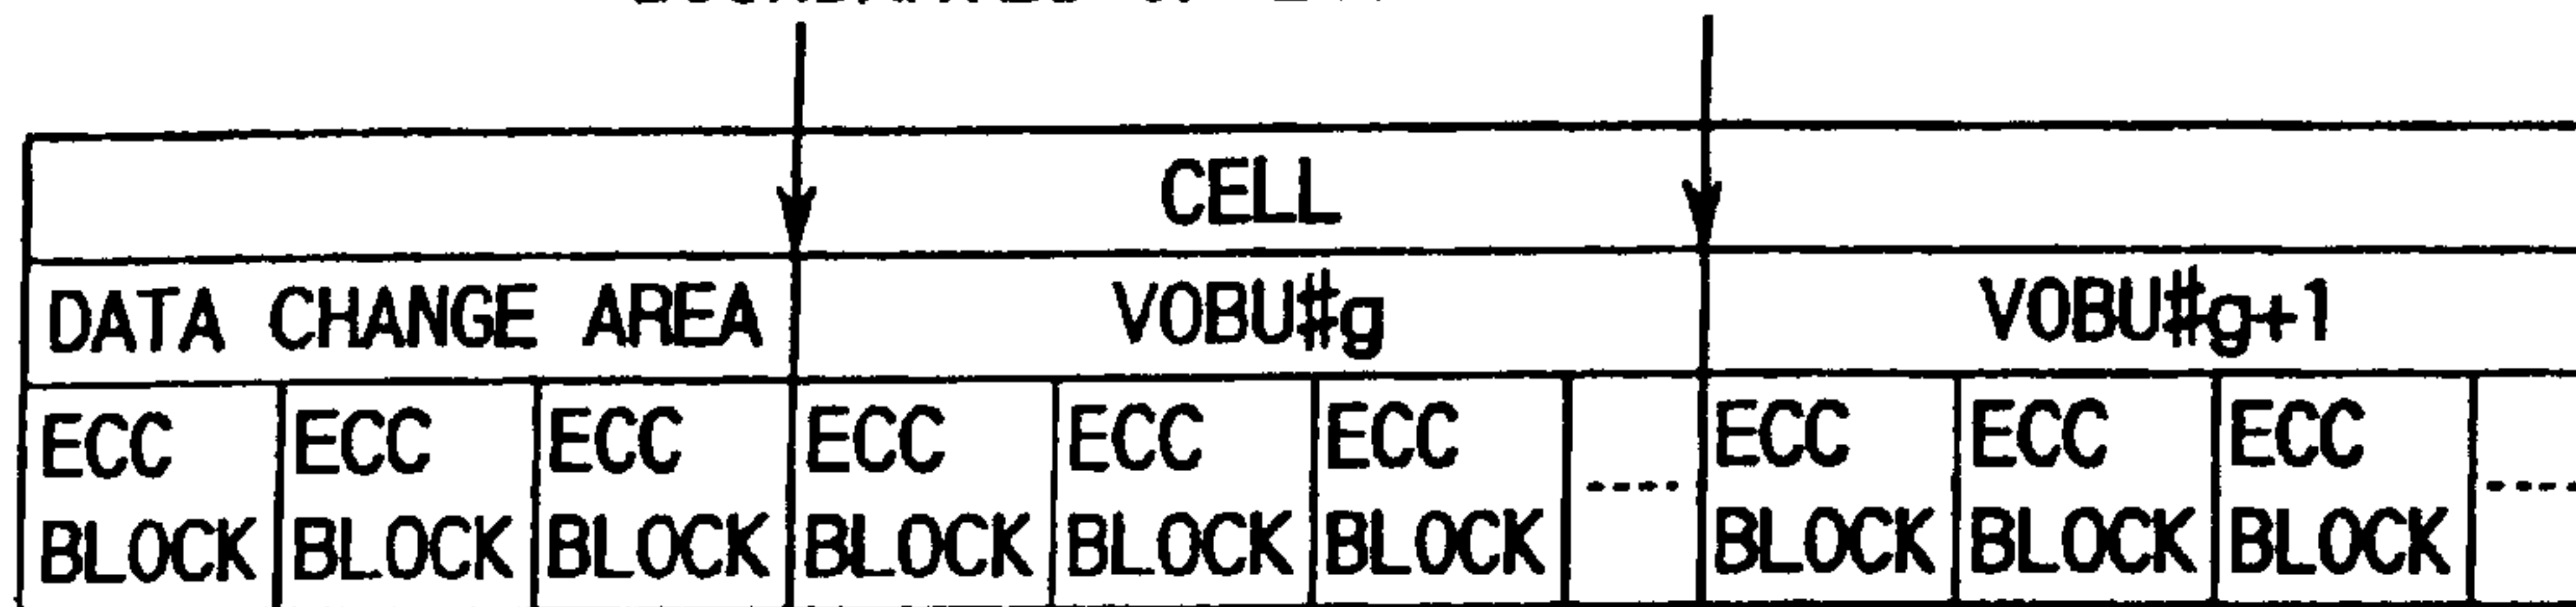 CELL
DATA CHANGE AREA VOBU#g VOBU#g+1
ECC ECC ECC ECC ECC ECC ECC ECC ECC
BLOCK BLOCK BLOCK BLOCK BLOCK BLOCK ---- BLOCK BLOCK BLOCK ----